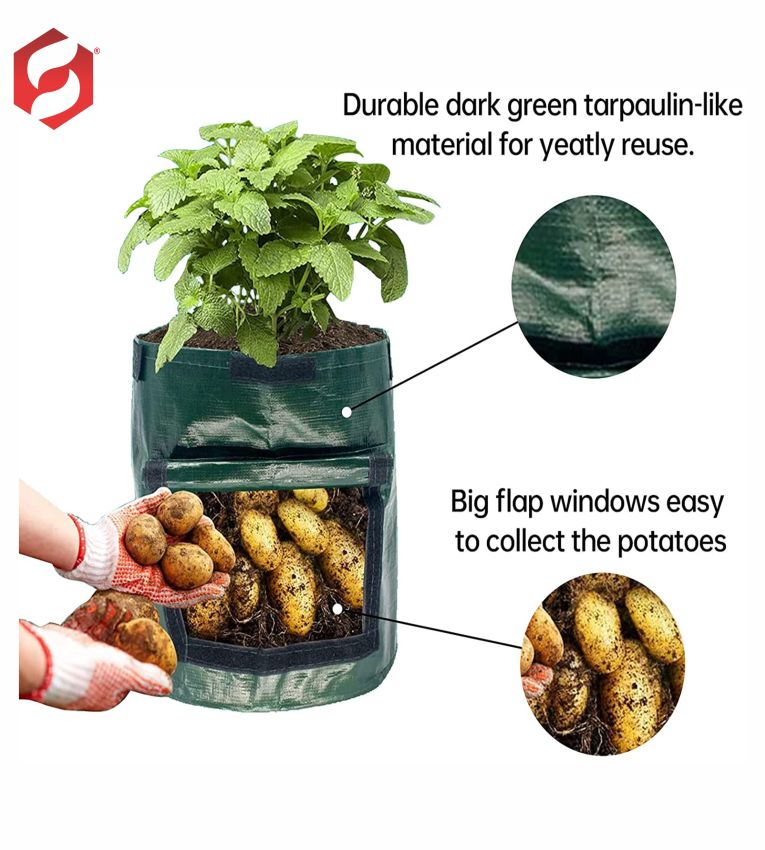 ®
Durable dark green tarpaulin-like
material for yeatly reuse.
Big flap windows easy
to collect the potatoes